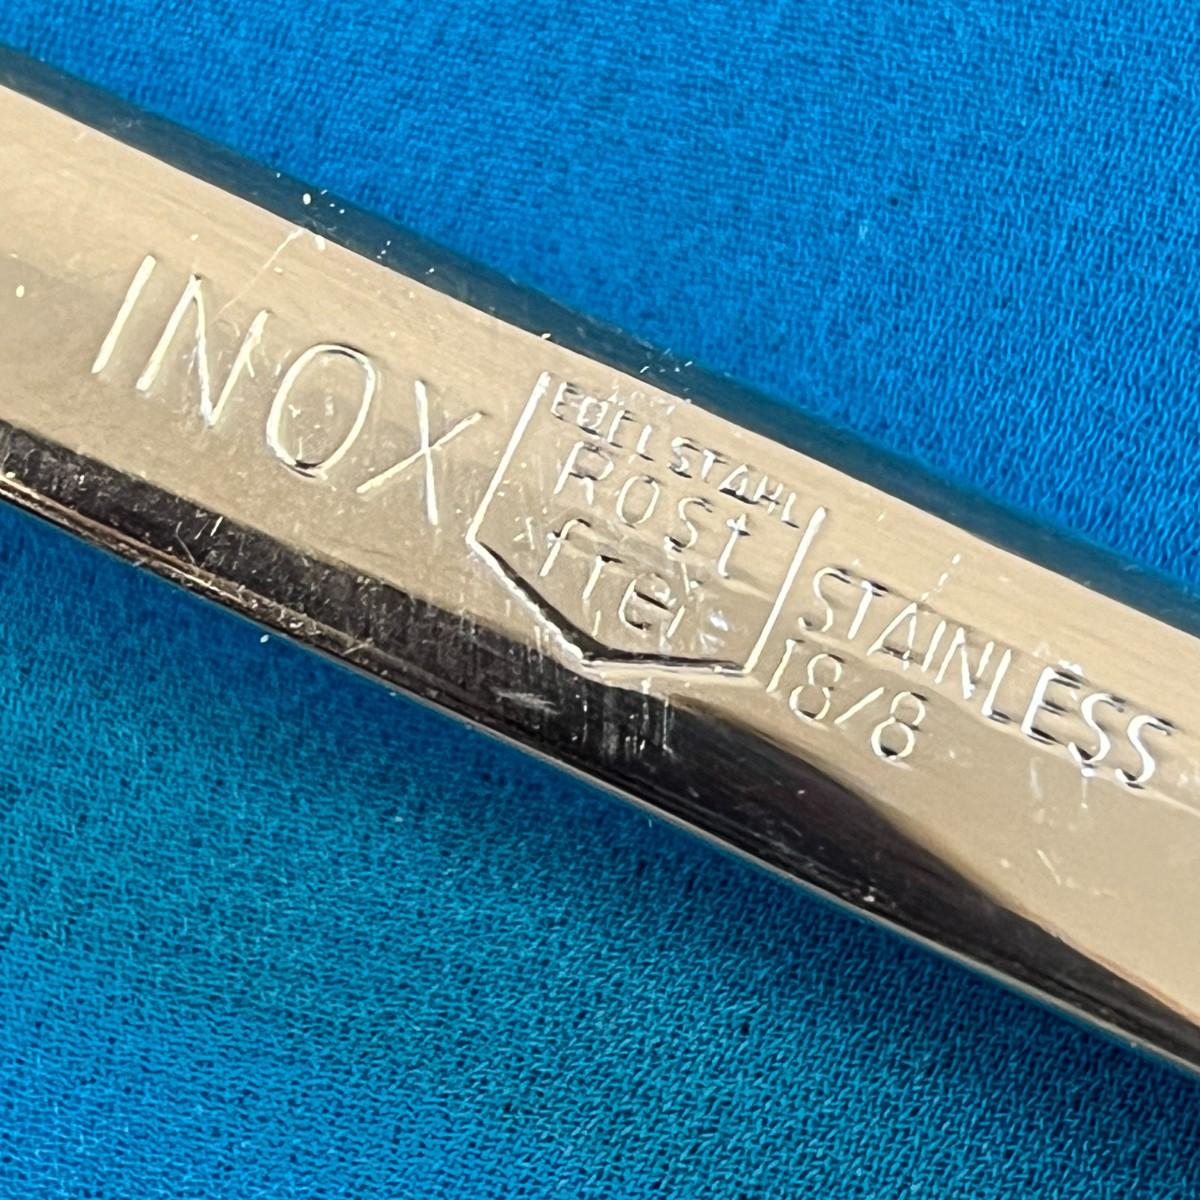 INOX
EDELSTAHL
ROSt
frei
STAINLESS
18/8